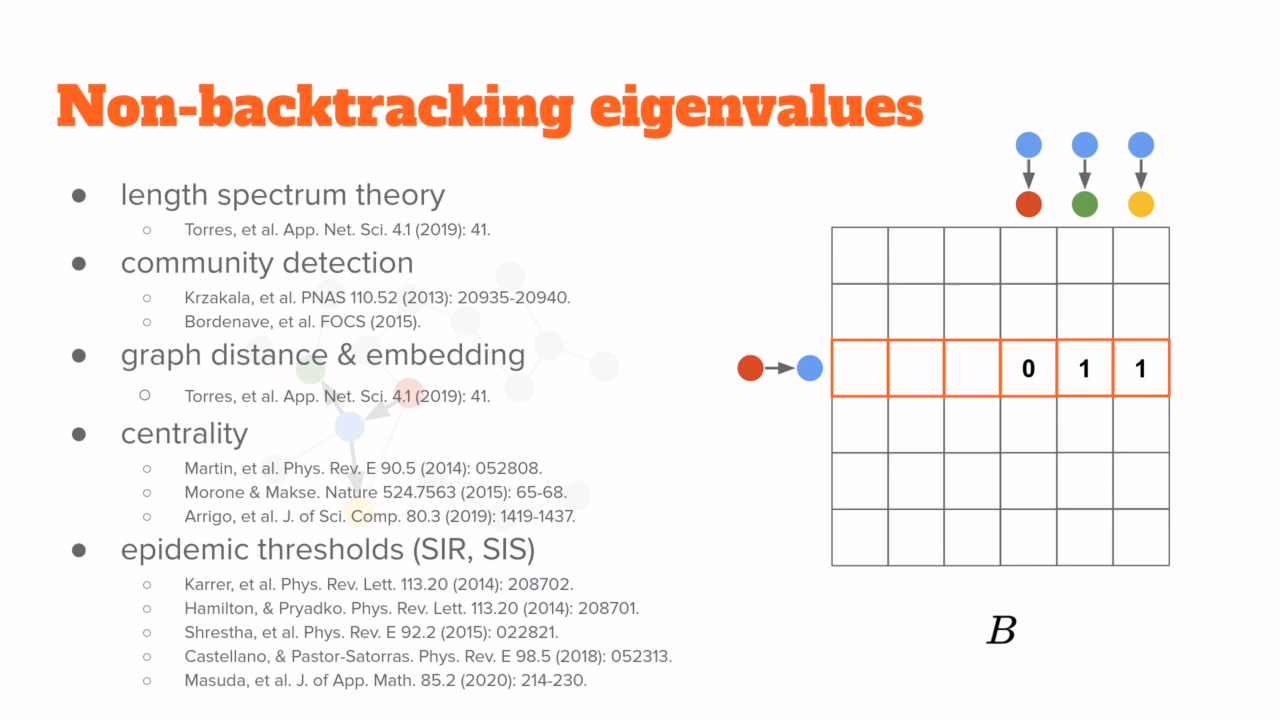 Non-backtracking eigenvalues
● length spectrum theory
○ Torres, et al. App. Net. Sci. 4.1 (2019): 41.
● community detection
○ Krzakala, et al. PNAS 110.52 (2013): 20935-20940.
○ Bordenave, et al. FOCS (2015).
● graph distance & embedding
○ Torres, et al. App. Net. Sci. 4.1 (2019): 41.
● centrality
○ Martin, et al. Phys. Rev. E 90.5 (2014): 052808.
○ Morone & Makse. Nature 524.7563 (2015): 65-68.
○ Arrigo, et al. J. of Sci. Comp. 80.3 (2019): 1419-1437.
● epidemic thresholds (SIR, SIS)
○ Karrer, et al. Phys. Rev. Lett. 113.20 (2014): 208702.
○ Hamilton, & Pryadko. Phys. Rev. Lett. 113.20 (2014): 208701.
○ Shrestha, et al. Phys. Rev. E 92.2 (2015): 022821.
○ Castellano, & Pastor-Satorras. Phys. Rev. E 98.5 (2018): 052313.
○ Masuda, et al. J. of App. Math. 85.2 (2020): 214-230.
0 1 1
B